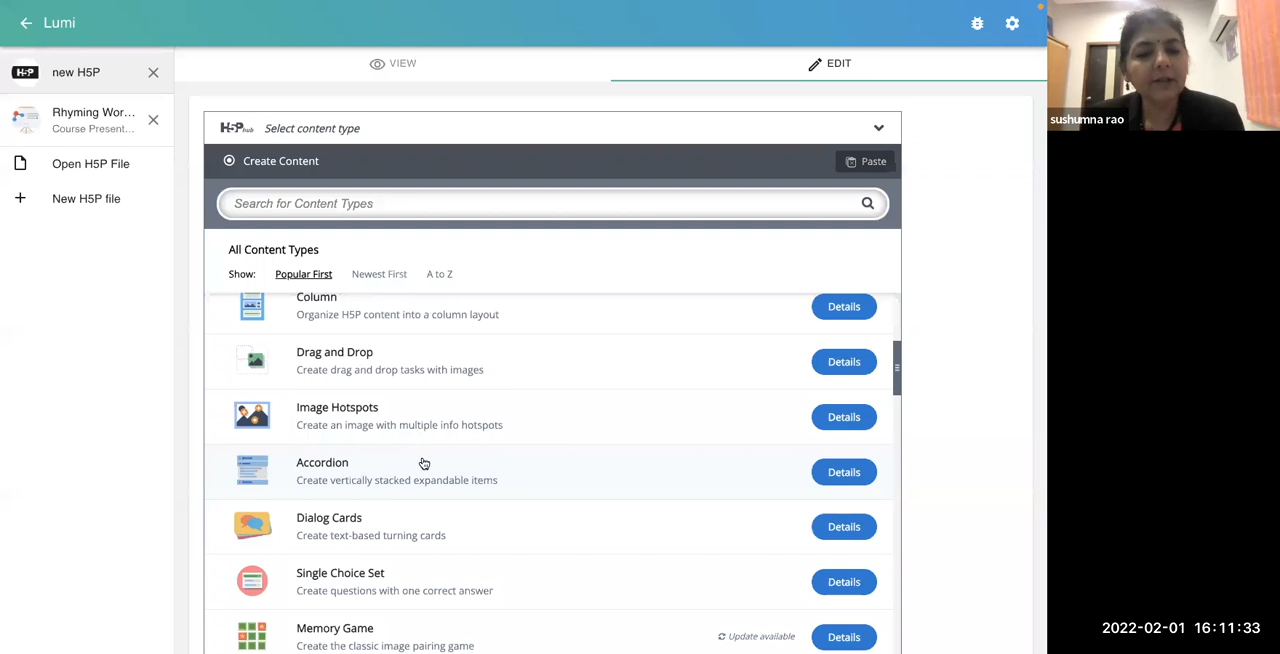 Lumi
new H5P
Rhyming Wor...
Course Present...
Open H5P File
New H5P file
VIEW
EDIT
H5Phub Select content type
Create Content
Paste
Search for Content Types
All Content Types
Show: Popular First Newest First A to Z
Column
Organize H5P content into a column layout
Details
Drag and Drop
Create drag and drop tasks with images
Details
Image Hotspots
Create an image with multiple info hotspots
Details
Accordion
Create vertically stacked expandable items
Details
Dialog Cards
Create text-based turning cards
Details
Single Choice Set
Create questions with one correct answer
Details
Memory Game
Create the classic image pairing game
Update available
Details
sushumna rao
2022-02-01 16:11:33